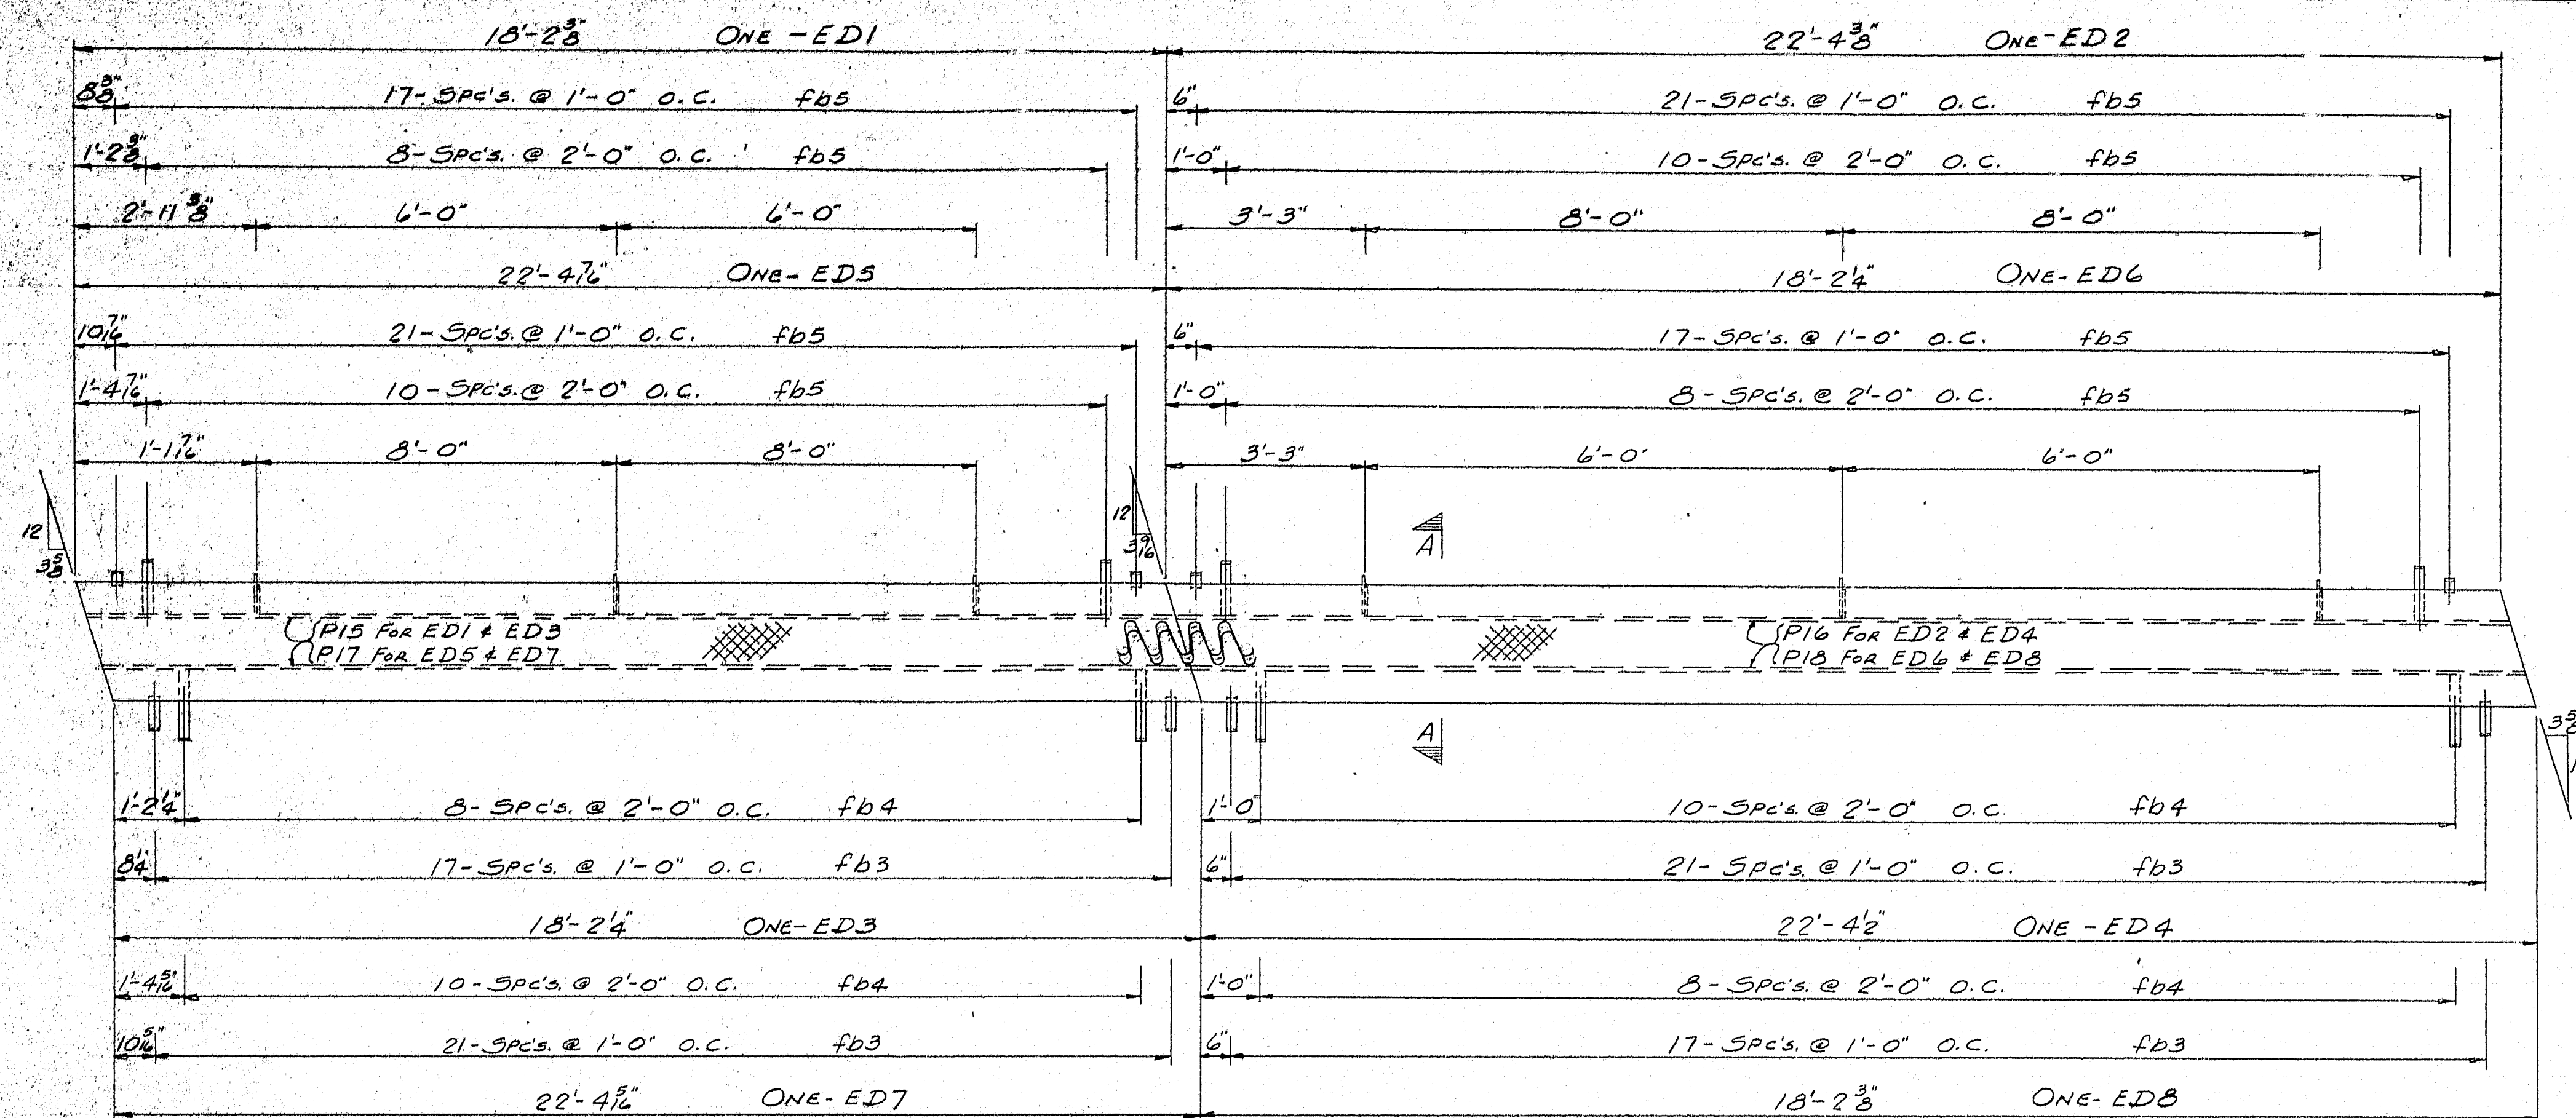 18'-2 3/8" ONE - ED1 22'-4 3/8" ONE-ED2
8 3/8" 17-SPC'S. @ 1'-0" O.C. fb5 6" 21-SPC'S. @ 1'-0" O.C. fb5
1'-2 3/8" 8-SPC'S. @ 2'-0" O.C. fb5 1'-0" 10-SPC'S. @ 2'-0" O.C. fb5
2'-11 3/8" 6'-0" 6'-0" 3'-3" 8'-0" 8'-0"
22'-4 7/16" ONE-ED5 18'-2 1/4" ONE-ED6
10 7/16" 21-SPC'S. @ 1'-0" O.C. fb5 6" 17-SPC'S. @ 1'-0" O.C. fb5
1'-4 7/16" 10-SPC'S. @ 2'-0" O.C. fb5 1'-0" 8-SPC'S. @ 2'-0" O.C. fb5
1'-1 7/16" 8'-0" 8'-0" 3'-3" 6'-0" 6'-0"
12 12 A
3 5/8 3 9/16
P15 FOR ED1 & ED3 P16 FOR ED2 & ED4
P17 FOR ED5 & ED7 P18 FOR ED6 & ED8
A 3 5/8
1'-2 1/4" 8-SPC'S. @ 2'-0" O.C. fb4 1'-0" 10-SPC'S. @ 2'-0" O.C. fb4
8 1/4" 17-SPC'S. @ 1'-0" O.C. fb3 6" 21-SPC'S. @ 1'-0" O.C. fb3
18'-2 1/4" ONE-ED3 22'-4 1/2" ONE - ED4
1'-4 5/16" 10-SPC'S. @ 2'-0" O.C. fb4 1'-0" 8-SPC'S. @ 2'-0" O.C. fb4
10 5/16" 21-SPC'S. @ 1'-0" O.C. fb3 6" 17-SPC'S @ 1'-0" O.C. fb3
22'-4 5/16" ONE-ED7 18'-2 3/8" ONE-ED8